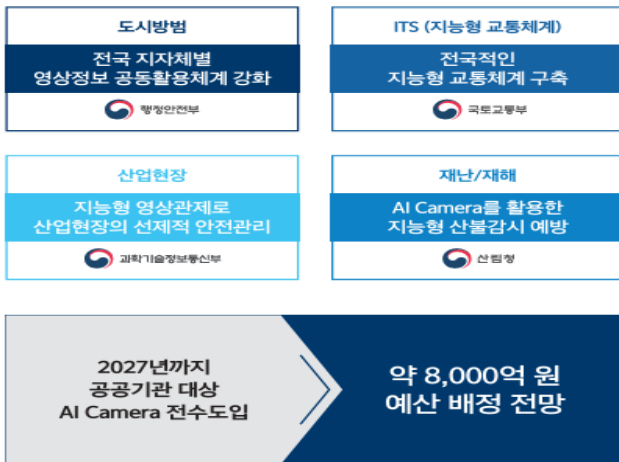 도시방범
전국 지자체별
영상정보 공동활용체계 강화
행정안전부
ITS (지능형 교통체계)
전국적인
지능형 교통체계 구축
국토교통부
산업현장
지능형 영상관제로
산업현장의 선제적 안전관리
과학기술정보통신부
재난/재해
AI Camera를 활용한
지능형 산불감시 예방
산림청
2027년까지
공공기관 대상
AI Camera 전수도입
약 8,000억 원
예산 배정 전망